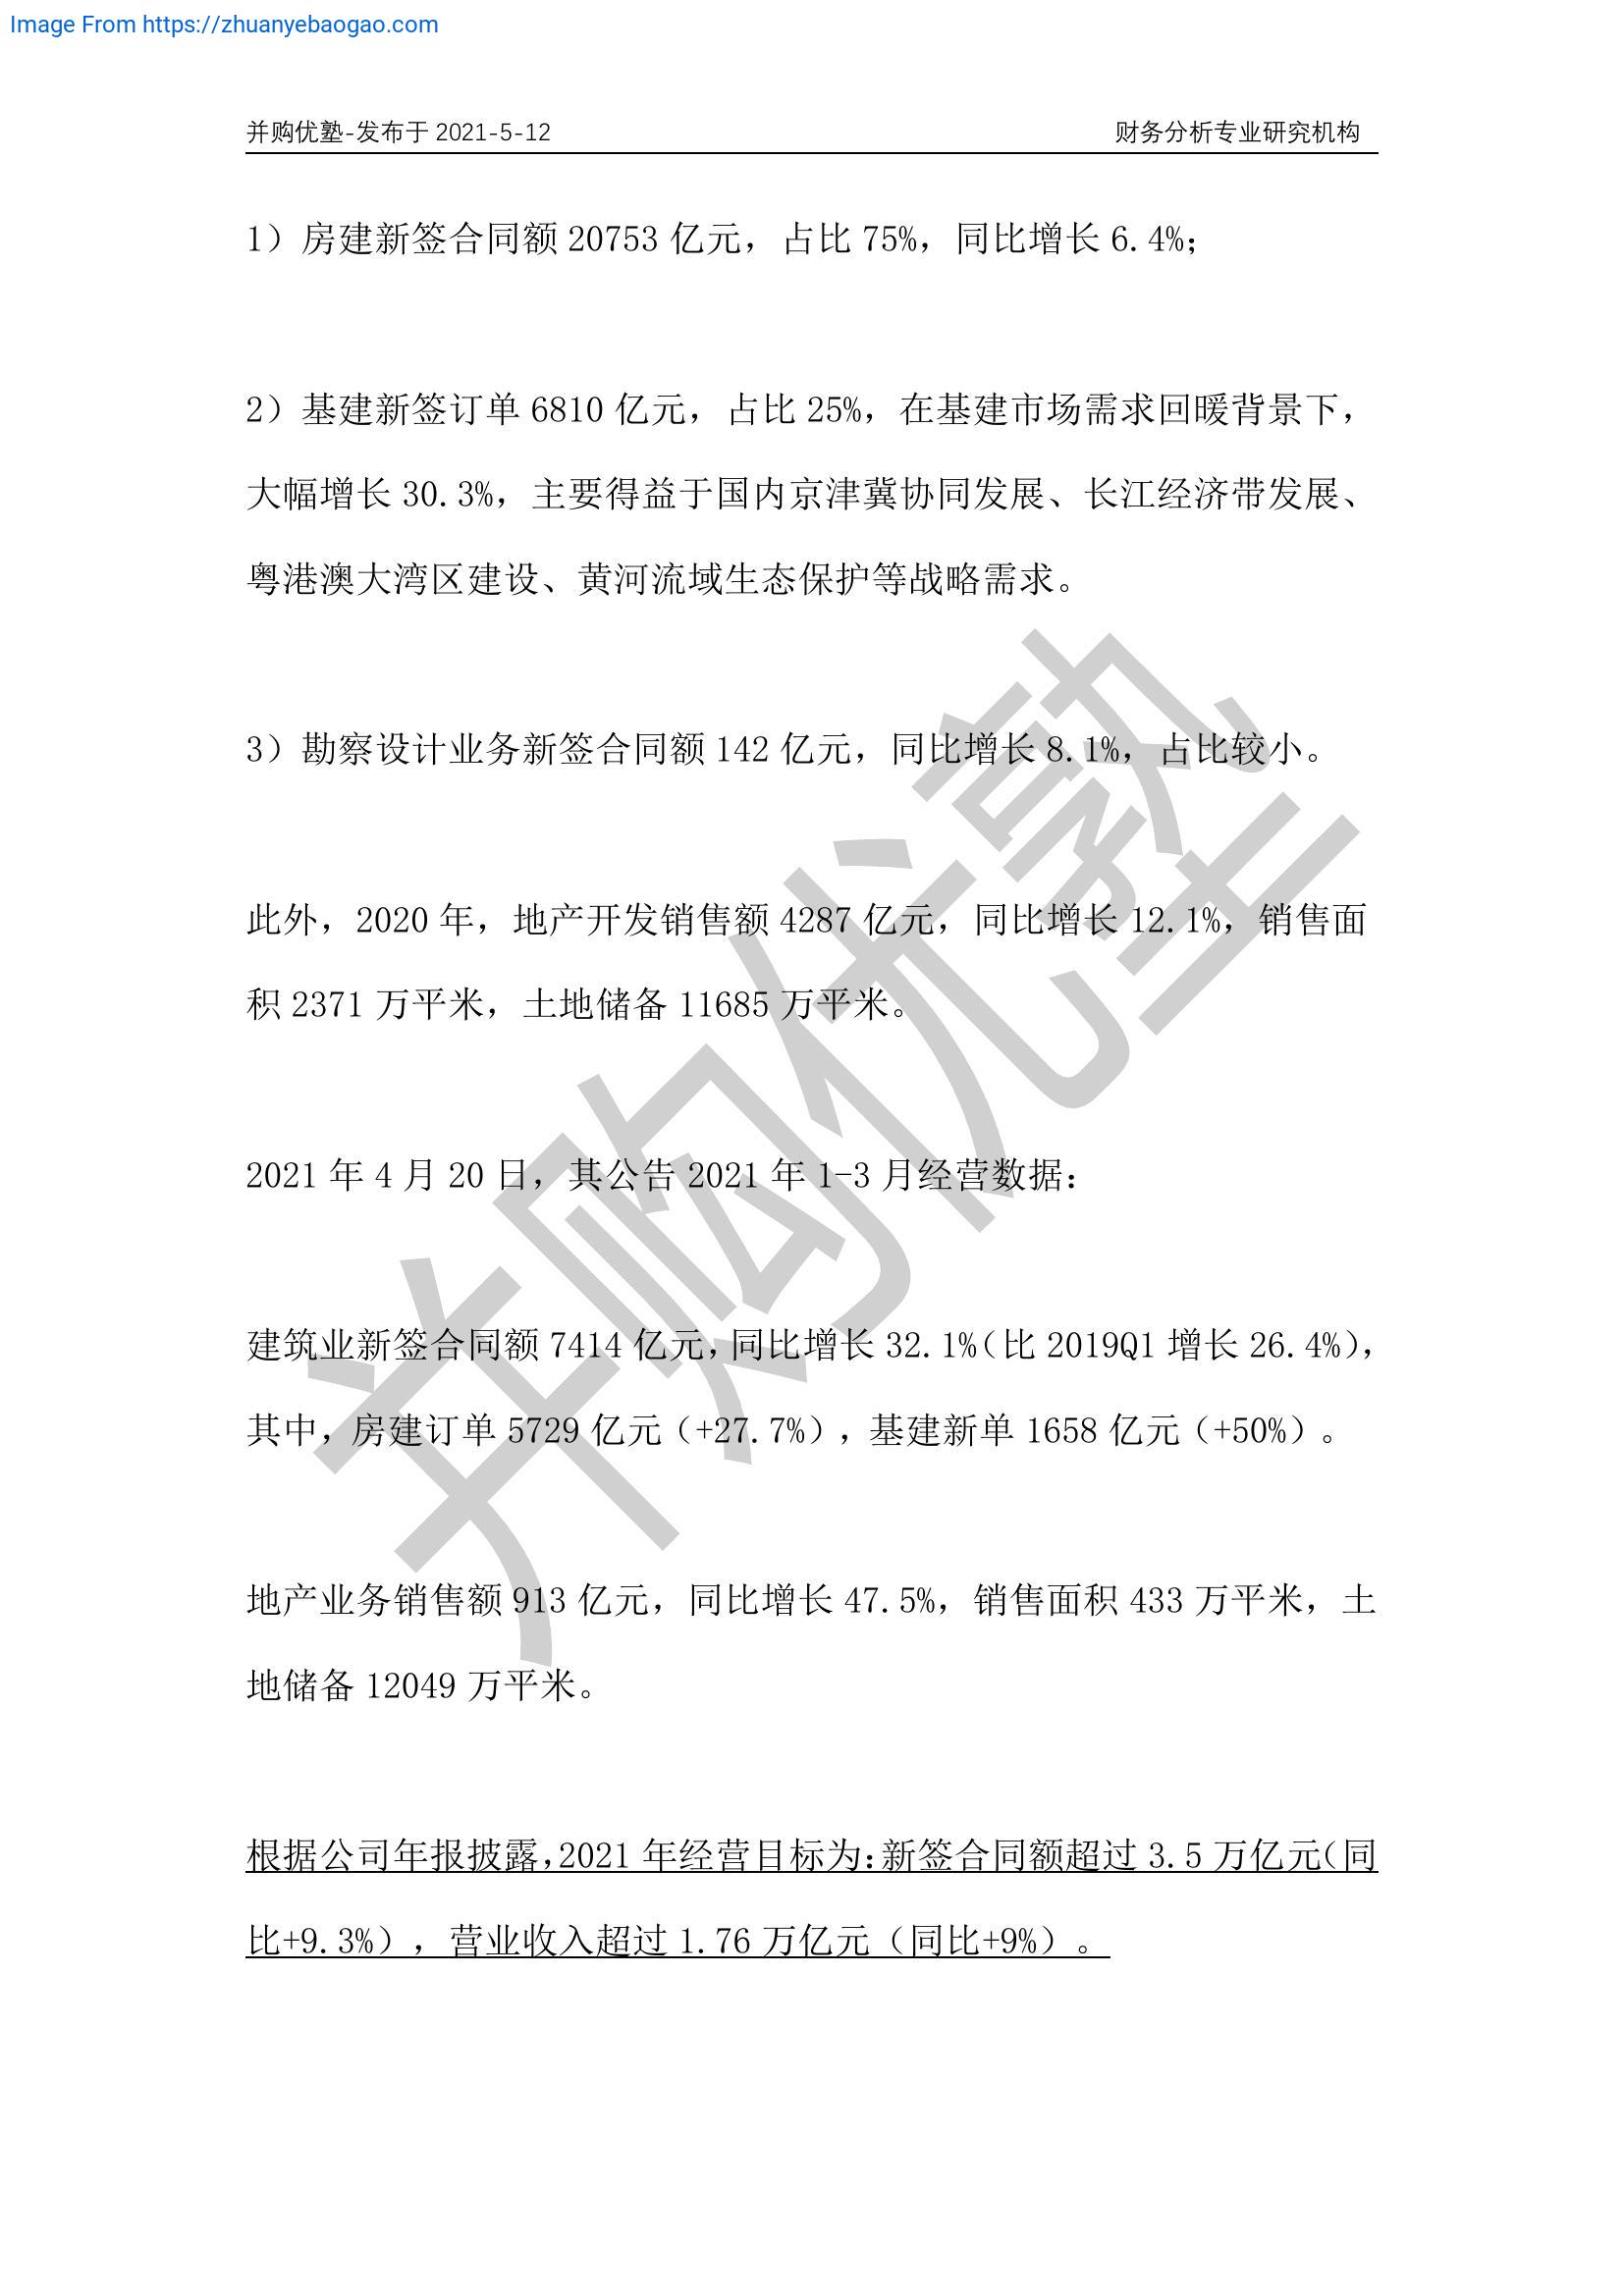 Image From https://zhuanyebaogao.com
并购优塾-发布于 2021-5-12 财务分析专业研究机构
1）房建新签合同额 20753 亿元，占比 75%，同比增长 6.4%；
2）基建新签订单 6810 亿元，占比 25%，在基建市场需求回暖背景下，
大幅增长 30.3%，主要得益于国内京津冀协同发展、长江经济带发展、
粤港澳大湾区建设、黄河流域生态保护等战略需求。
3）勘察设计业务新签合同额 142 亿元，同比增长 8.1%，占比较小。
此外，2020 年，地产开发销售额 4287 亿元，同比增长 12.1%，销售面
积 2371 万平米，土地储备 11685 万平米。
2021 年 4 月 20 日，其公告 2021 年 1-3 月经营数据：
建筑业新签合同额 7414 亿元，同比增长 32.1%（比 2019Q1 增长 26.4%），
其中，房建订单 5729 亿元（+27.7%），基建新单 1658 亿元（+50%）。
地产业务销售额 913 亿元，同比增长 47.5%，销售面积 433 万平米，土
地储备 12049 万平米。
根据公司年报披露，2021 年经营目标为：新签合同额超过 3.5 万亿元（同
比+9.3%），营业收入超过 1.76 万亿元（同比+9%）。
并购优塾